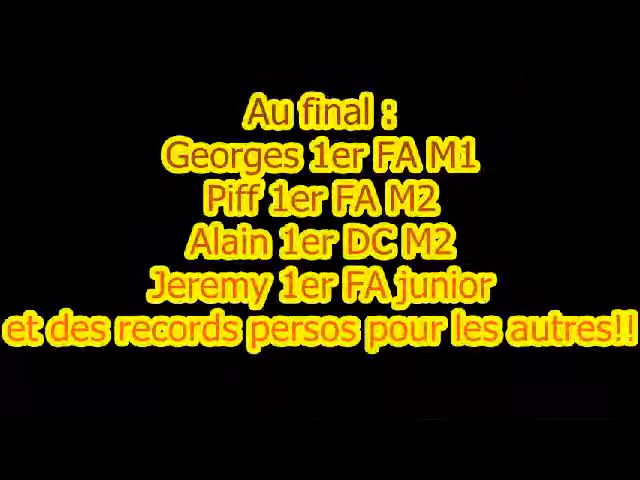 Au final :
Georges 1er FA M1
Piff 1er FA M2
Alain 1er DC M2
Jeremy 1er FA junior
et des records persos pour les autres!!